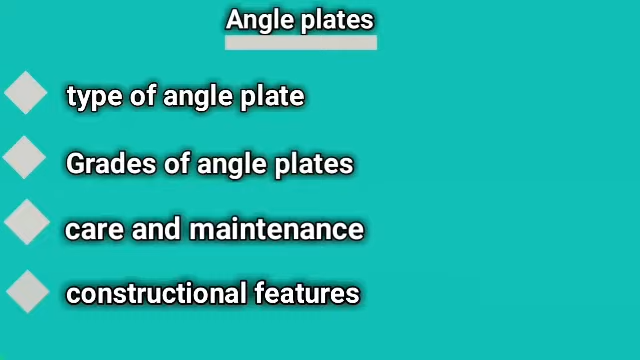 Angle plates
type of angle plate
Grades of angle plates
care and maintenance
constructional features